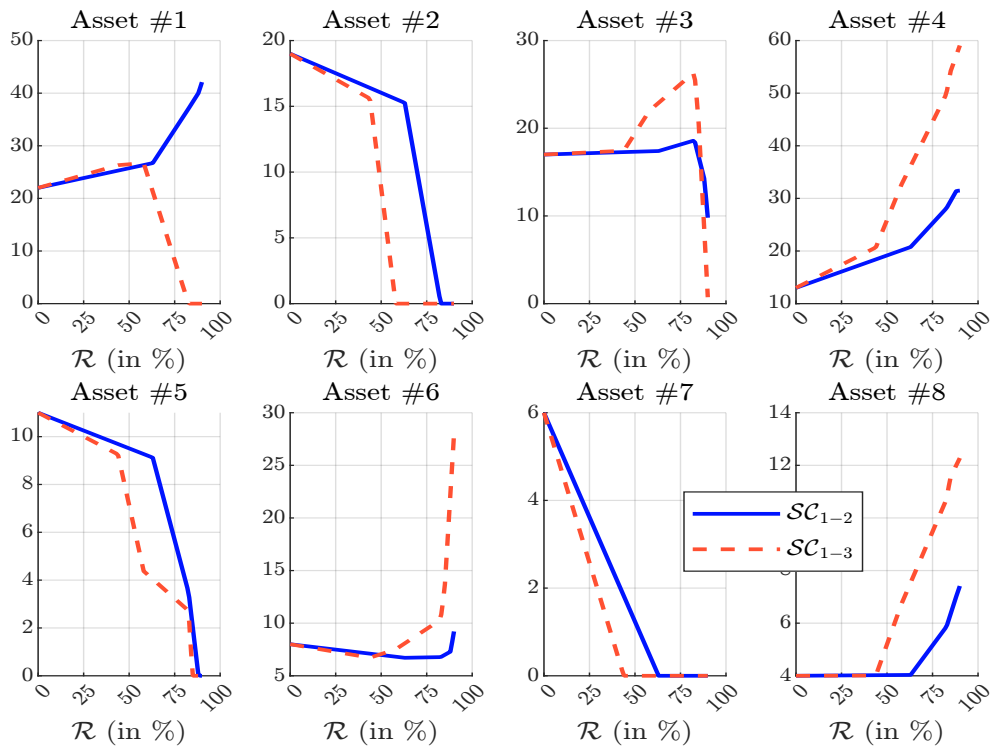 Asset #1 Asset #2 Asset #3 Asset #4
50 40 30 20 10 0
20 15 10 5 0
30 20 10 0
60 50 40 30 20 10
0 25 50 75 100
0 25 50 75 100
0 25 50 75 100
0 25 50 75 100
ℛ (in %) ℛ (in %) ℛ (in %) ℛ (in %)
Asset #5 Asset #6 Asset #7 Asset #8
10 8 6 4 2 0
30 25 20 15 10 5
6 4 2 0
14 12 8 6 4
𝒮𝒞₁₋₂
𝒮𝒞₁₋₃
0 25 50 75 100
0 25 50 75 100
0 25 50 75 100
0 25 50 75 100
ℛ (in %) ℛ (in %) ℛ (in %) ℛ (in %)